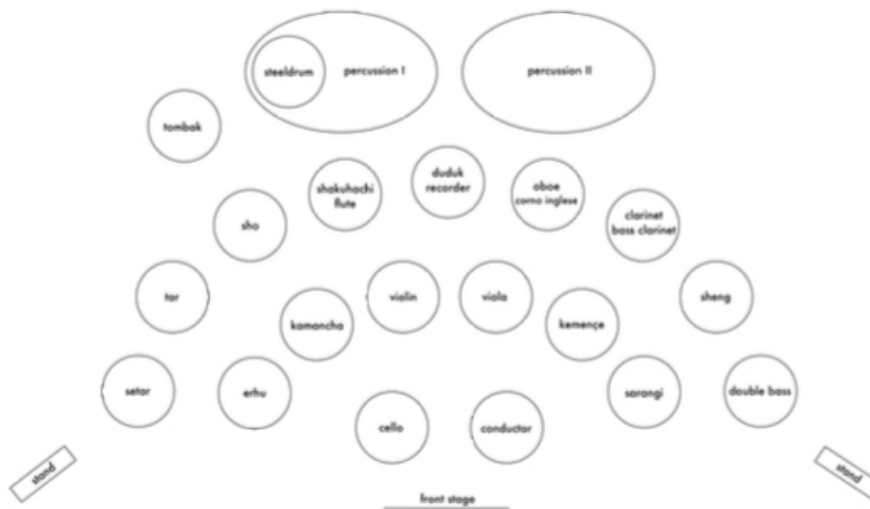 steeldrum
percussion I
percussion II
tombak
shakuhachi
flute
duduk
recorder
oboe
corno inglese
sho
clarinet
bass clarinet
tar
kamancha
violin
viola
kemençe
sheng
setar
erhu
cello
conductor
sarangi
double bass
stand
stand
front stage